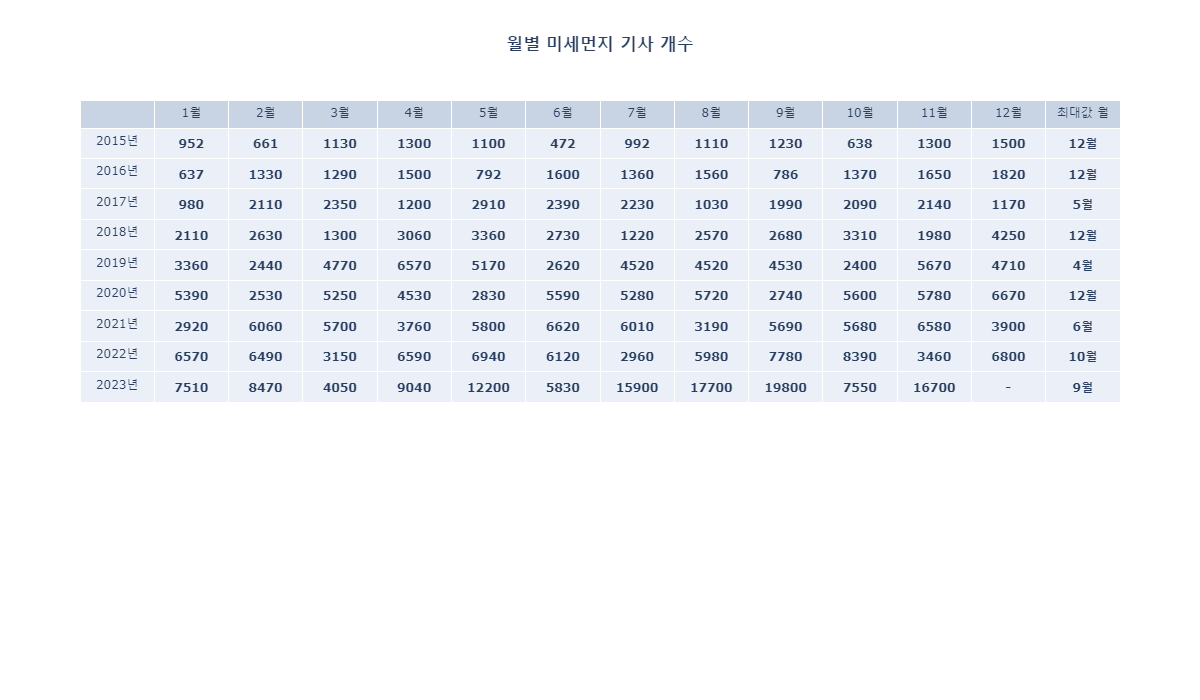 월별 미세먼지 기사 개수
1월 2월 3월 4월 5월 6월 7월 8월 9월 10월 11월 12월 최대값 월
2015년 952 661 1130 1300 1100 472 992 1110 1230 638 1300 1500 12월
2016년 637 1330 1290 1500 792 1600 1360 1560 786 1370 1650 1820 12월
2017년 980 2110 2350 1200 2910 2390 2230 1030 1990 2090 2140 1170 5월
2018년 2110 2630 1300 3060 3360 2730 1220 2570 2680 3310 1980 4250 12월
2019년 3360 2440 4770 6570 5170 2620 4520 4520 4530 2400 5670 4710 4월
2020년 5390 2530 5250 4530 2830 5590 5280 5720 2740 5600 5780 6670 12월
2021년 2920 6060 5700 3760 5800 6620 6010 3190 5690 5680 6580 3900 6월
2022년 6570 6490 3150 6590 6940 6120 2960 5980 7780 8390 3460 6800 10월
2023년 7510 8470 4050 9040 12200 5830 15900 17700 19800 7550 16700 - 9월